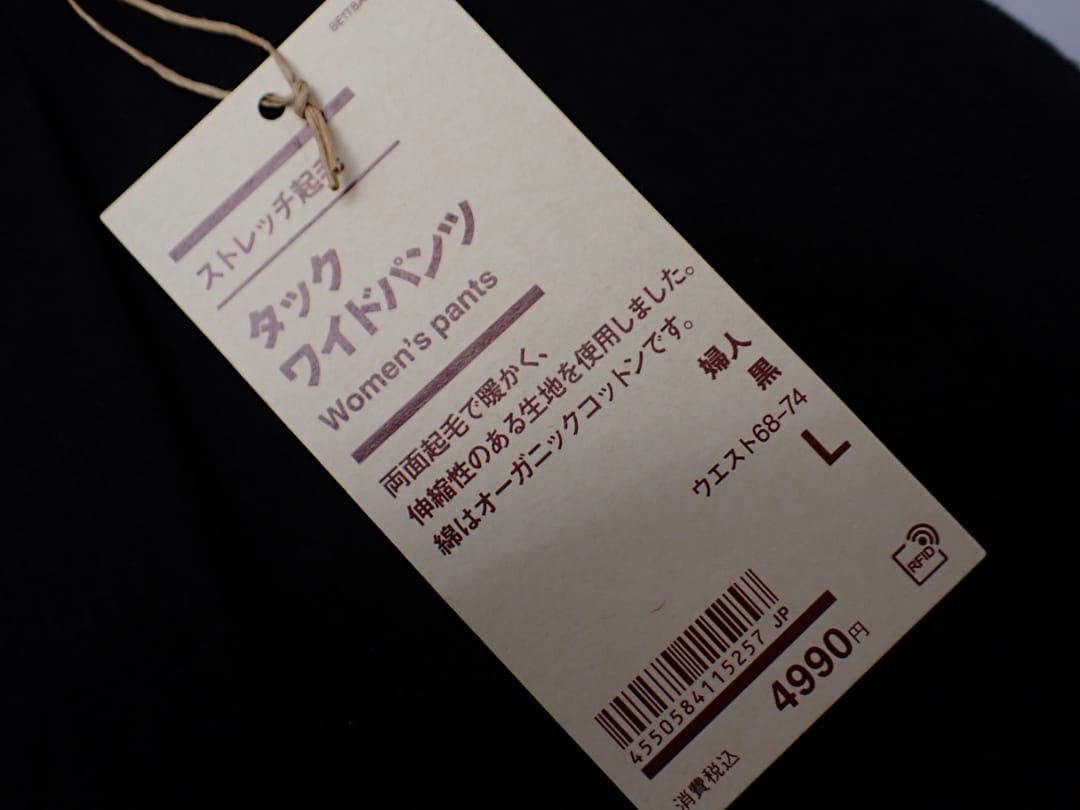 ストレッチ起毛
タック
ワイドパンツ
Women's pants
両面起毛で暖かく、
伸縮性のある生地を使用しました。
綿はオーガニックコットンです。
婦人
黒
ウエスト68-74
L
RFID
4550584115257 JP
4990円
消費税込